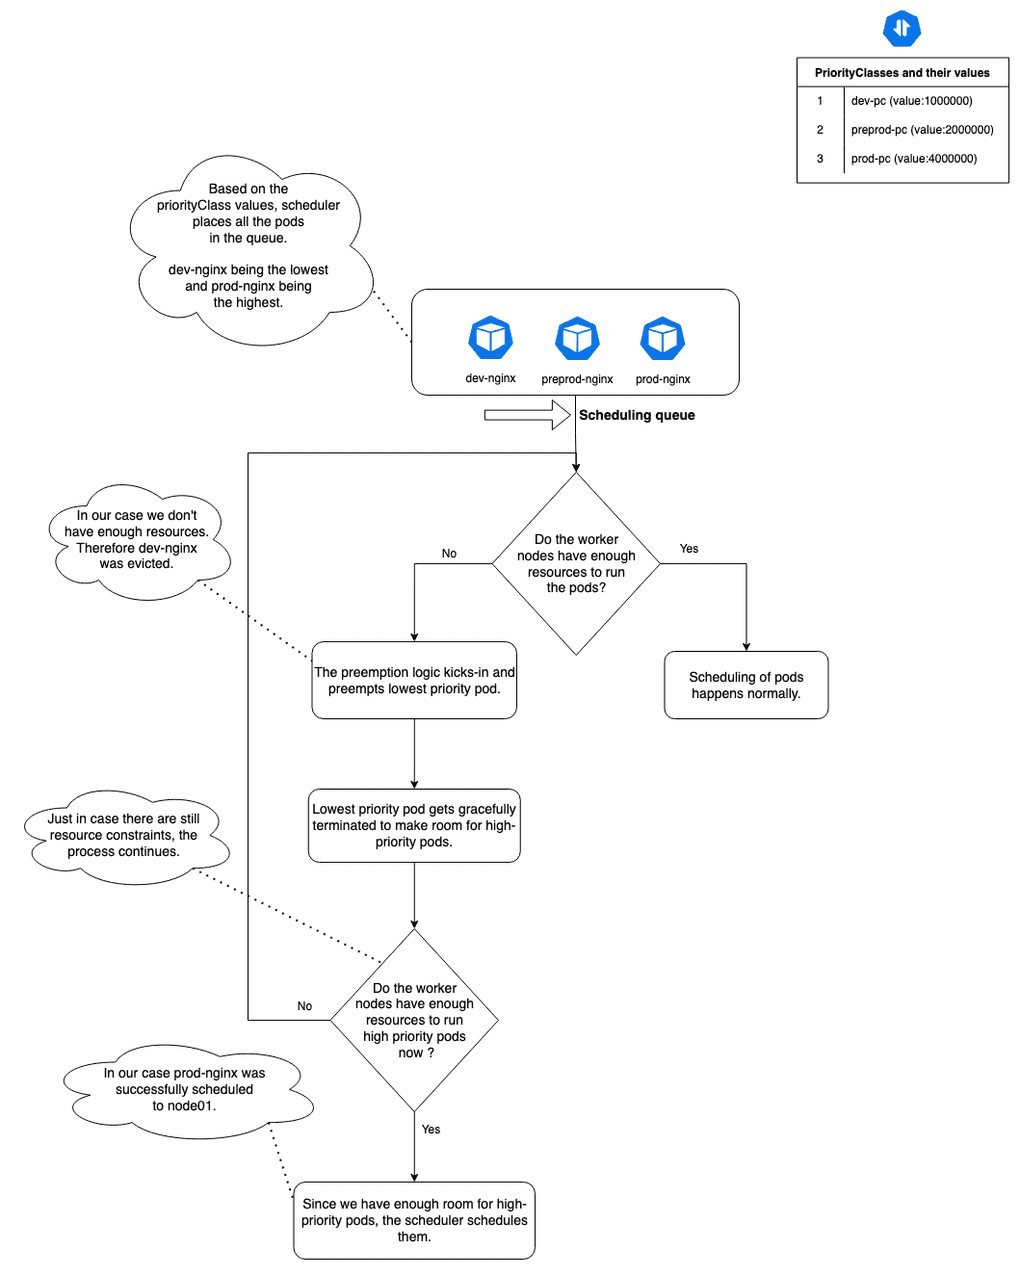 PriorityClasses and their values
1 dev-pc (value:1000000)
2 preprod-pc (value:2000000)
3 prod-pc (value:4000000)
Based on the
priorityClass values, scheduler
places all the pods
in the queue.
dev-nginx being the lowest
and prod-nginx being
the highest.
dev-nginx
preprod-nginx
prod-nginx
Scheduling queue
In our case we don't
have enough resources.
Therefore dev-nginx
was evicted.
Do the worker
nodes have enough
resources to run
the pods?
No
Yes
The preemption logic kicks-in and
preempts lowest priority pod.
Scheduling of pods
happens normally.
Lowest priority pod gets gracefully
terminated to make room for high-
priority pods.
Just in case there are still
resource constraints, the
process continues.
Do the worker
nodes have enough
resources to run
high priority pods
now ?
No
In our case prod-nginx was
successfully scheduled
to node01.
Yes
Since we have enough room for high-
priority pods, the scheduler schedules
them.